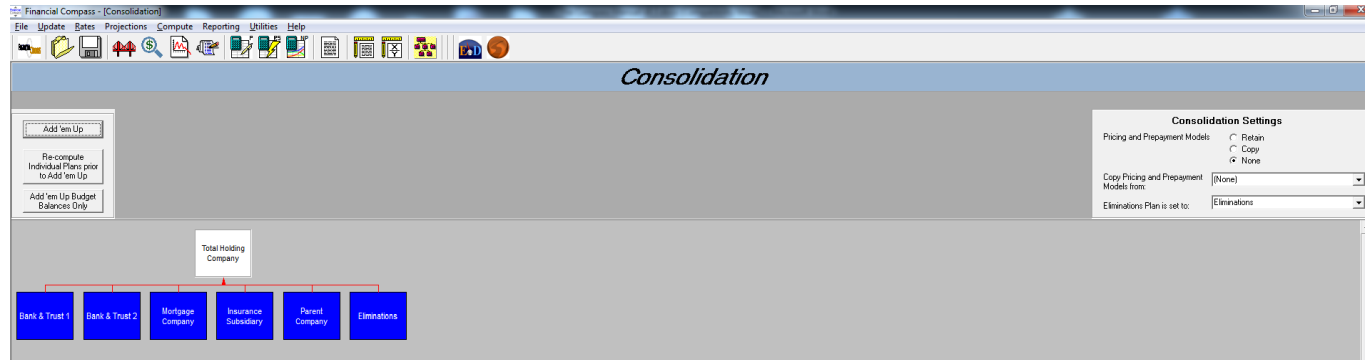 Financial Compass - [Consolidation]
File Update Rates Projections Compute Reporting Utilities Help
Consolidation
Add 'em Up
Re-compute
Individual Plans prior
to Add 'em Up
Add 'em Up Budget
Balances Only
Consolidation Settings
Pricing and Prepayment Models
Retain
Copy
None
Copy Pricing and Prepayment
Models from:
(None)
Eliminations Plan is set to:
Eliminations
Total Holding
Company
Bank & Trust 1
Bank & Trust 2
Mortgage
Company
Insurance
Subsidiary
Parent
Company
Eliminations